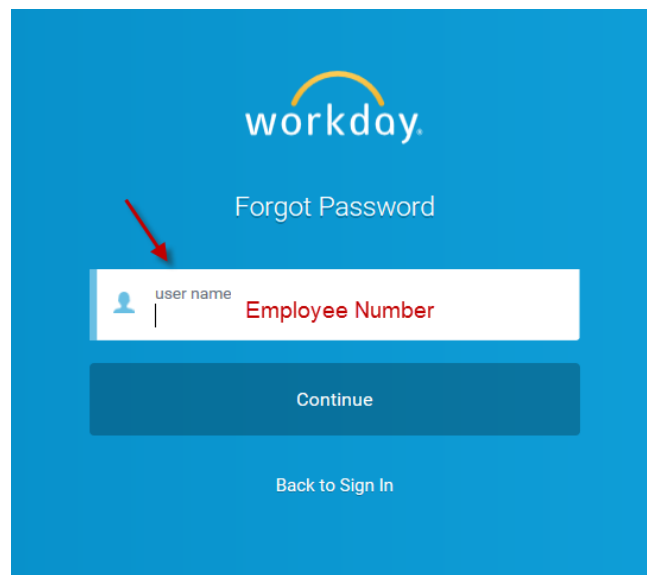 workday.
Forgot Password
user name
Employee Number
Continue
Back to Sign In